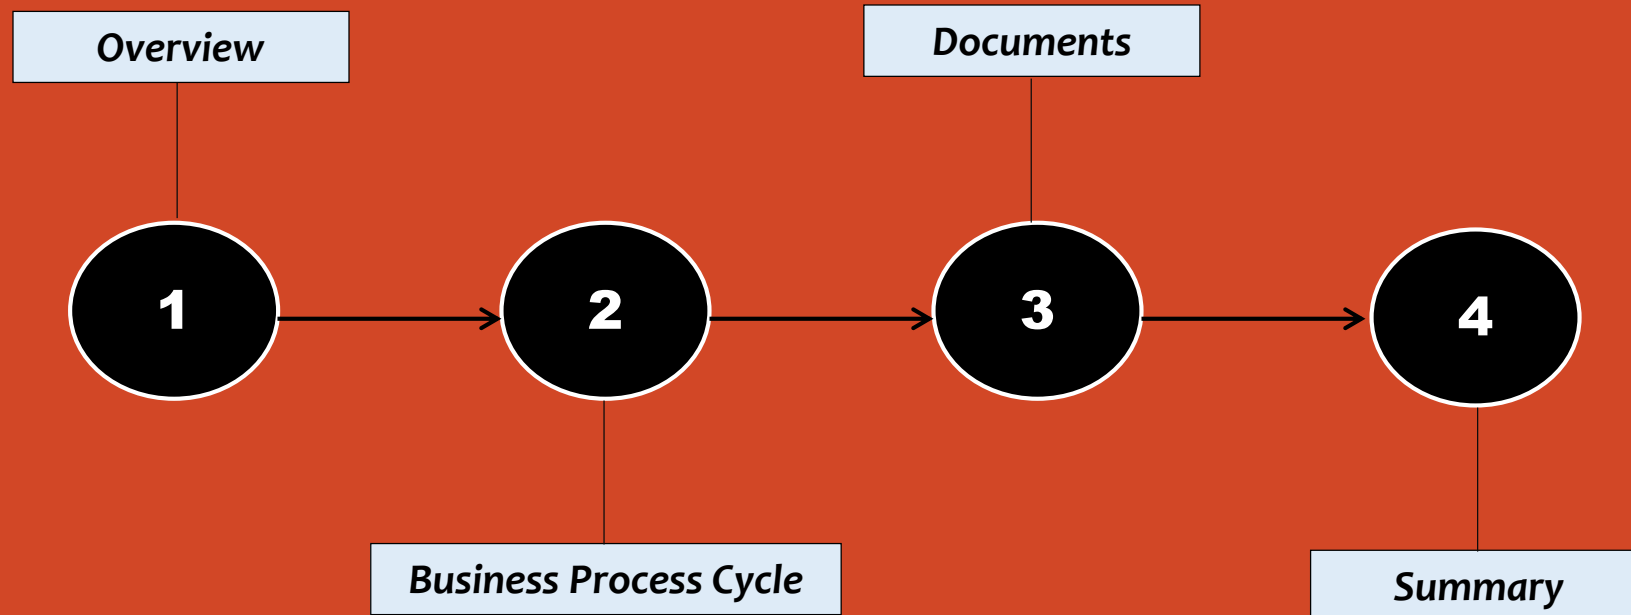 Overview
Documents
1
2
3
4
Business Process Cycle
Summary